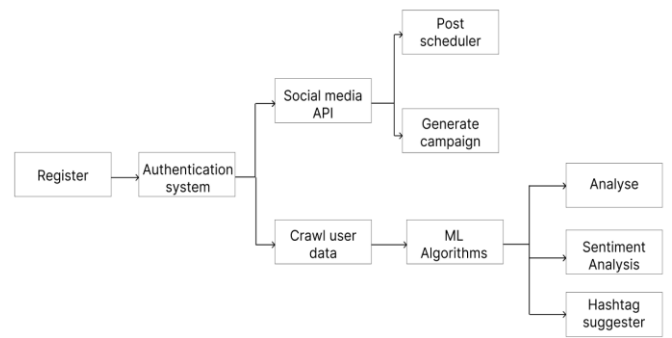 Post
scheduler
Social media
API
Generate
campaign
Register
Authentication
system
Analyse
Crawl user
data
ML
Algorithms
Sentiment
Analysis
Hashtag
suggester